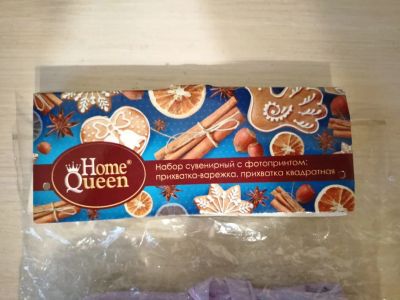 Home®
Queen
Набор сувенирный с фотопринтом:
прихватка-варежка, прихватка квадратная